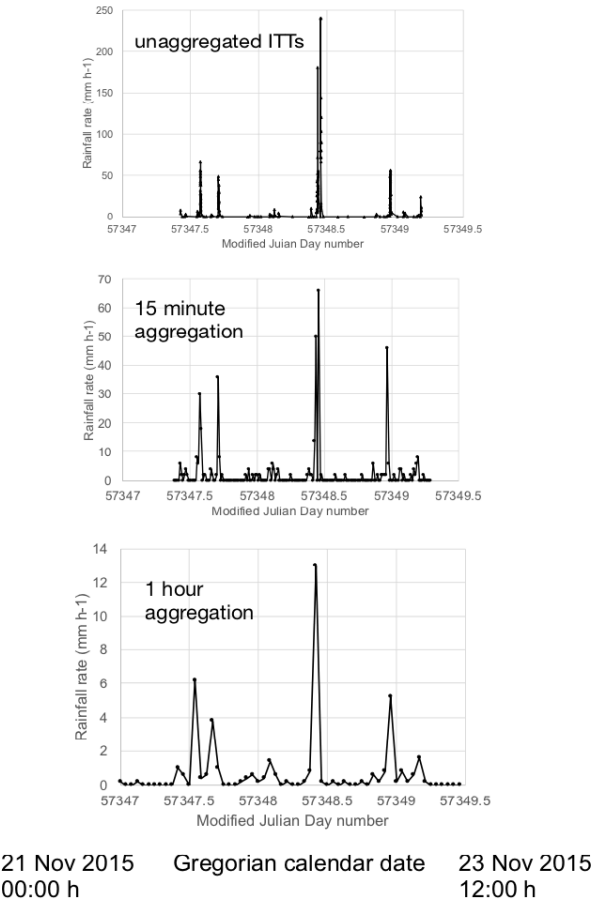 250
unaggregated ITTs
200
150
100
50
0
Rainfall rate (mm h-1)
57347 57347.5 57348 57348.5 57349 57349.5
Modified Juian Day number
70
15 minute
aggregation
60
50
40
30
20
10
0
Rainfall rate (mm h-1)
57347 57347.5 57348 57348.5 57349 57349.5
Modified Julian Day number
14
1 hour
aggregation
12
10
8
6
4
2
0
Rainfall rate (mm h-1)
57347 57347.5 57348 57348.5 57349 57349.5
Modified Julian Day number
21 Nov 2015 Gregorian calendar date 23 Nov 2015
00:00 h 12:00 h